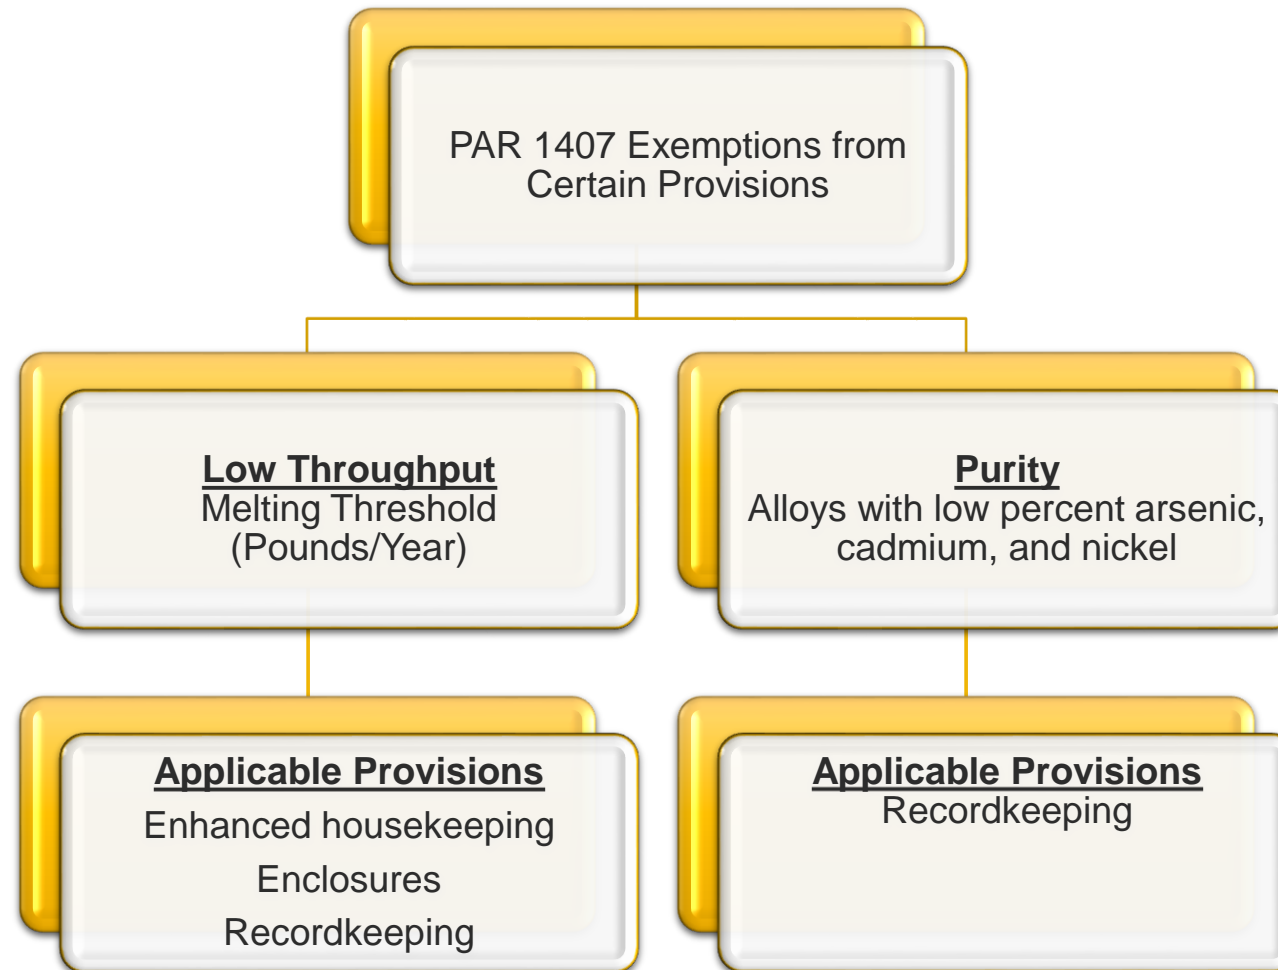 PAR 1407 Exemptions from
Certain Provisions
Low Throughput
Melting Threshold
(Pounds/Year)
Purity
Alloys with low percent arsenic,
cadmium, and nickel
Applicable Provisions
Enhanced housekeeping
Enclosures
Recordkeeping
Applicable Provisions
Recordkeeping